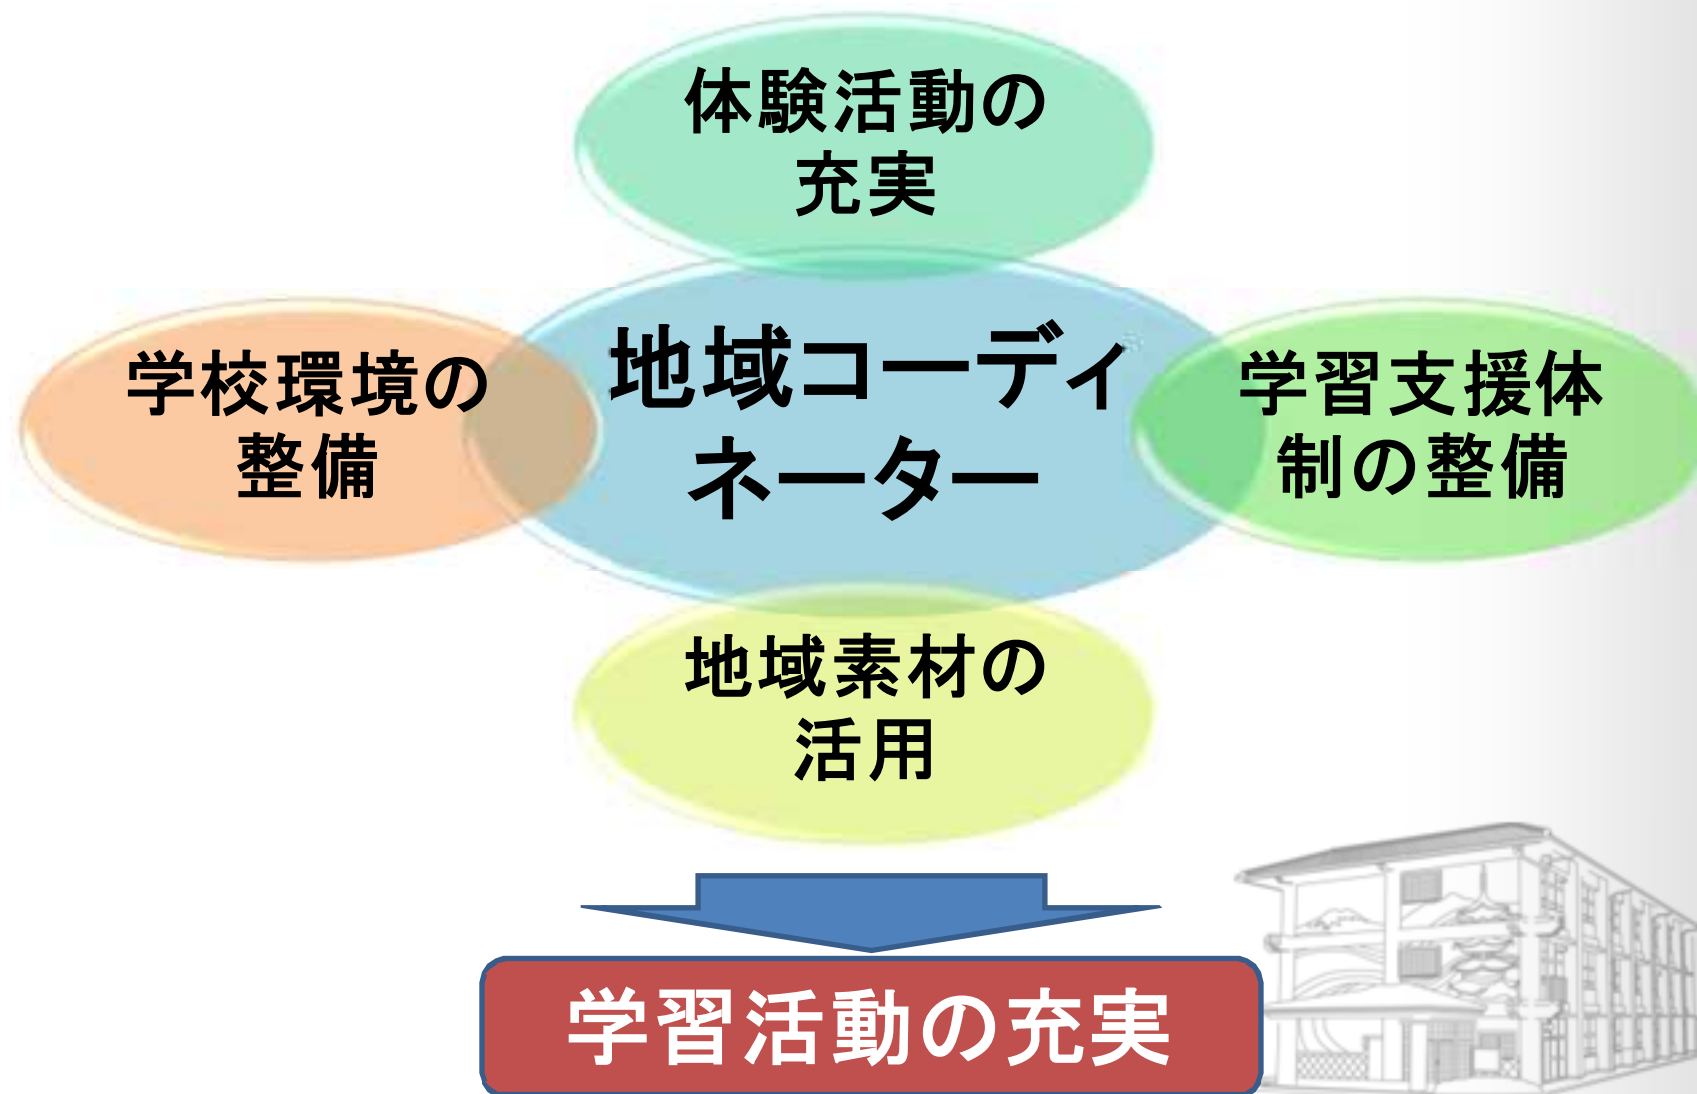 体験活動の
充実
学校環境の
整備
地域コーディ
ネーター
学習支援体
制の整備
地域素材の
活用
学習活動の充実